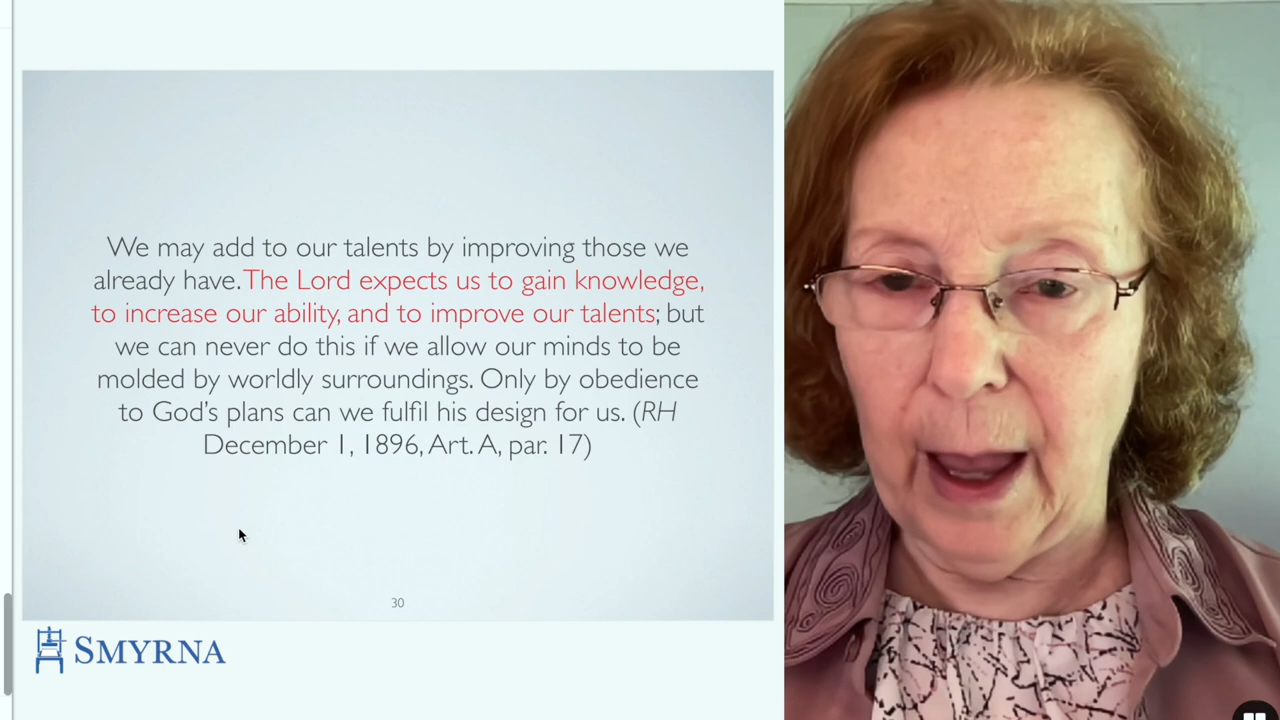 We may add to our talents by improving those we
already have. The Lord expects us to gain knowledge,
to increase our ability, and to improve our talents; but
we can never do this if we allow our minds to be
molded by worldly surroundings. Only by obedience
to God's plans can we fulfil his design for us. (RH
December 1, 1896, Art. A, par. 17)
30
SMYRNA